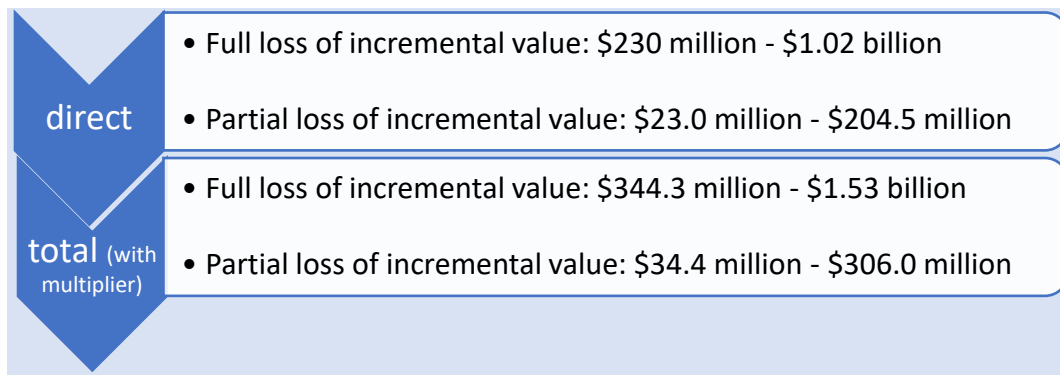 direct
• Full loss of incremental value: $230 million - $1.02 billion
• Partial loss of incremental value: $23.0 million - $204.5 million
total (with
multiplier)
• Full loss of incremental value: $344.3 million - $1.53 billion
• Partial loss of incremental value: $34.4 million - $306.0 million